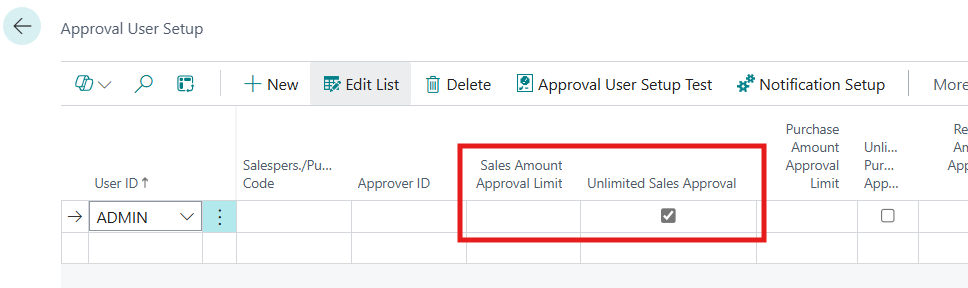 Approval User Setup
New Edit List Delete Approval User Setup Test Notification Setup More
User ID↑
Salespers./Pu...
Code
Approver ID
Sales Amount
Approval Limit
Unlimited Sales Approval
Purchase
Amount
Approval
Limit
Unli...
Pur...
App...
Re
Am
App
ADMIN